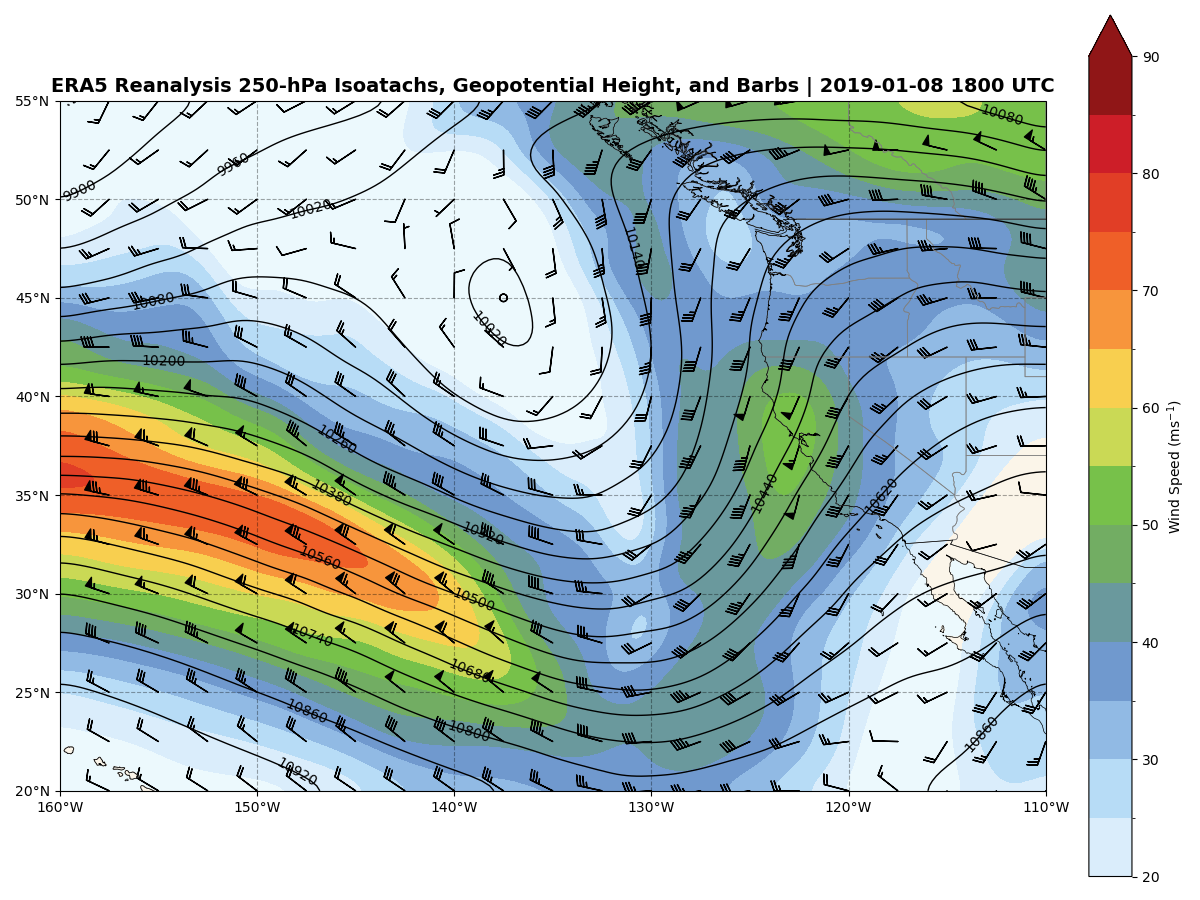 ERA5 Reanalysis 250-hPa Isoatachs, Geopotential Height, and Barbs | 2019-01-08 1800 UTC
55°N
50°N
45°N
40°N
35°N
30°N
25°N
20°N
160°W
150°W
140°W
130°W
120°W
110°W
9900
9960
10020
10080
10200
10260
10380
10560
10740
10860
10920
10020
10500
10680
10800
10140
10440
10620
10080
10860
90
80
70
60
50
40
30
20
Wind Speed (ms⁻¹)